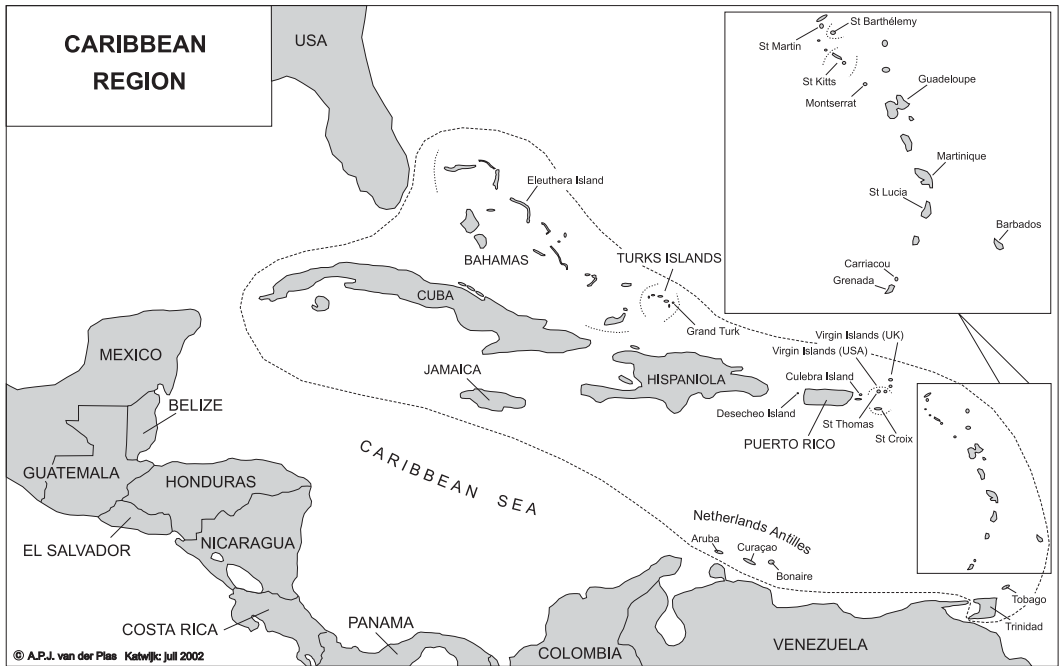 CARIBBEAN
REGION
USA
St Barthélemy
St Martin
St Kitts
Montserrat
Guadeloupe
Martinique
St Lucia
Barbados
Carriacou
Grenada
Eleuthera Island
BAHAMAS
TURKS ISLANDS
Grand Turk
CUBA
MEXICO
JAMAICA
HISPANIOLA
Virgin Islands (UK)
Virgin Islands (USA)
Culebra Island
Desecheo Island
St Thomas
PUERTO RICO
St Croix
BELIZE
GUATEMALA
HONDURAS
CARIBBEAN SEA
EL SALVADOR
NICARAGUA
Netherlands Antilles
Aruba
Curaçao
Bonaire
Tobago
Trinidad
COSTA RICA
PANAMA
COLOMBIA
VENEZUELA
© A.P.J. van der Plas Katwijk: juli 2002